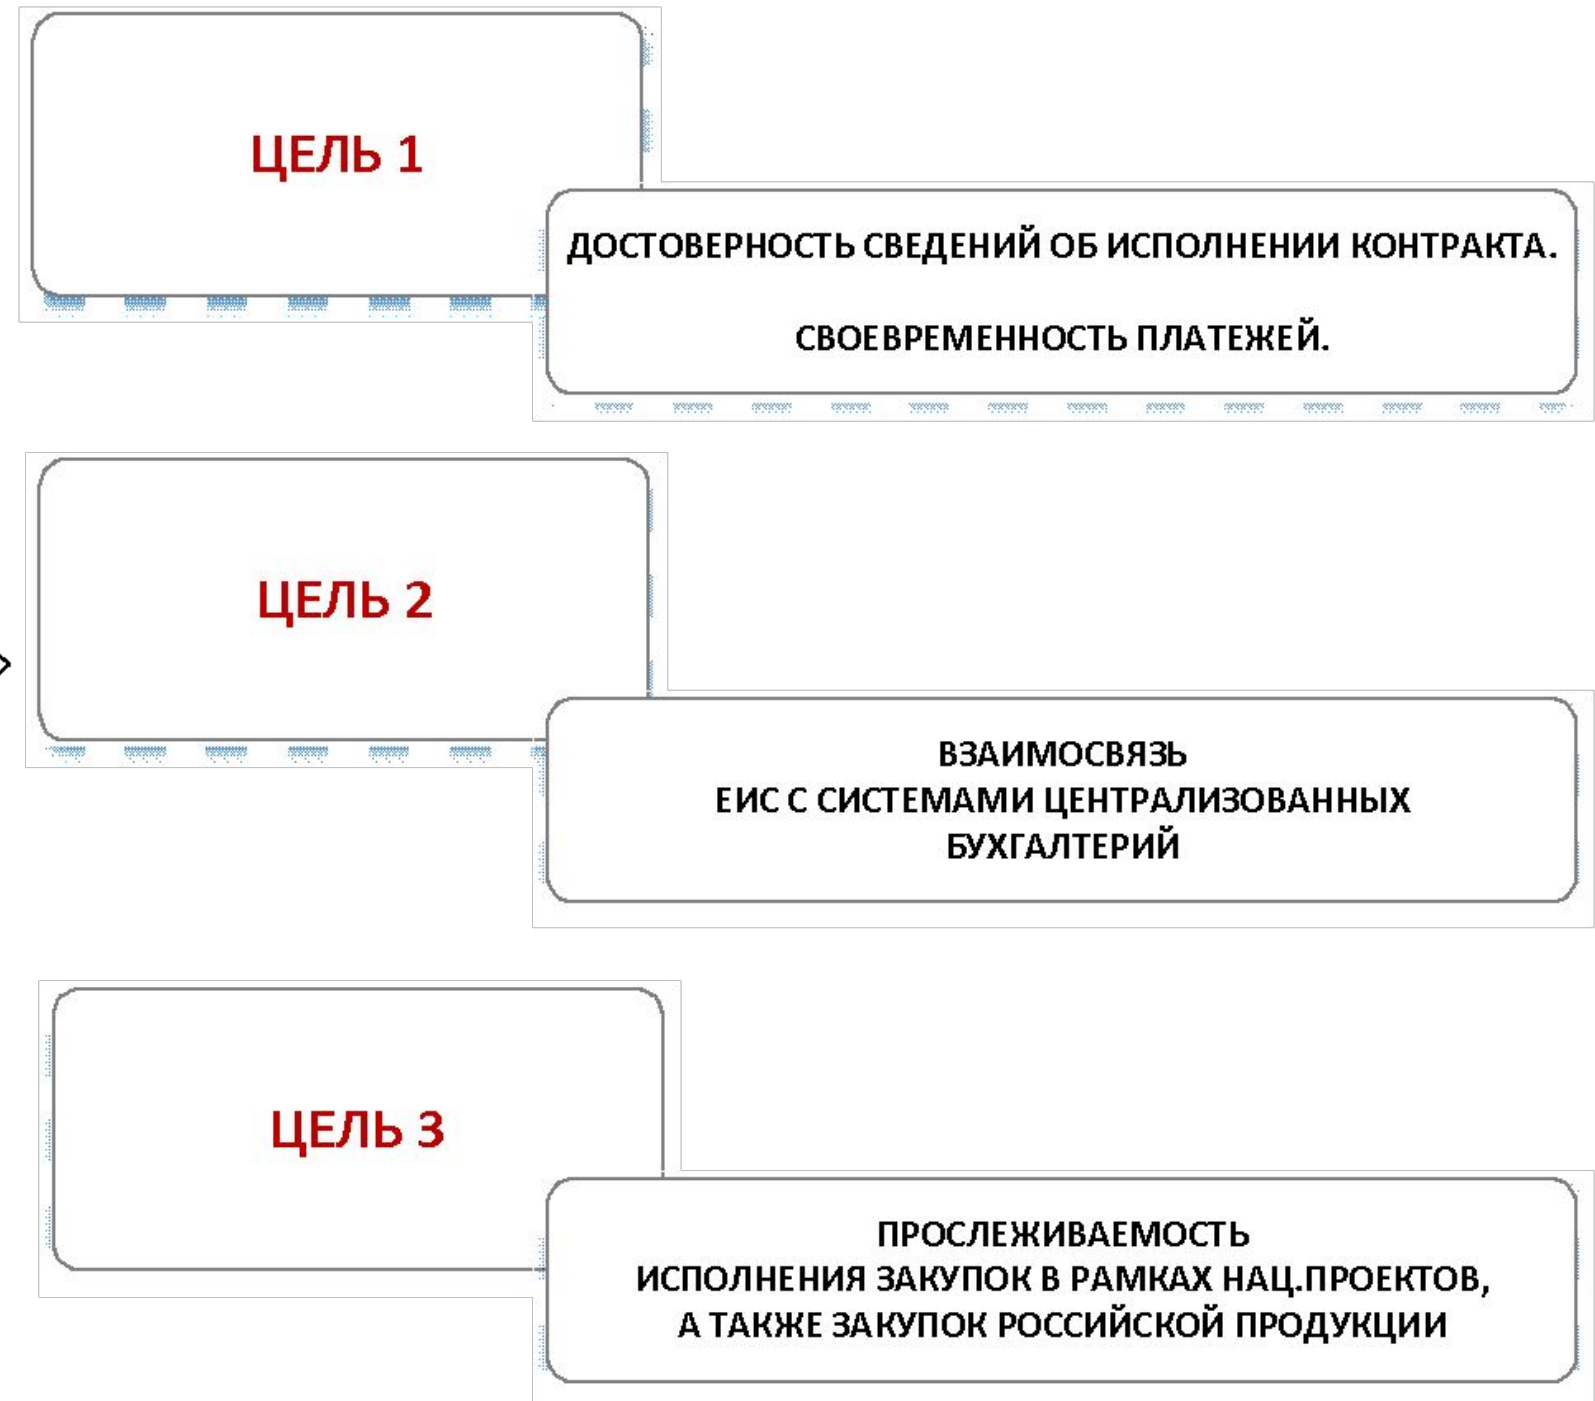 ЦЕЛЬ 1
ДОСТОВЕРНОСТЬ СВЕДЕНИЙ ОБ ИСПОЛНЕНИИ КОНТРАКТА.
СВОЕВРЕМЕННОСТЬ ПЛАТЕЖЕЙ.
ЦЕЛЬ 2
ВЗАИМОСВЯЗЬ
ЕИС С СИСТЕМАМИ ЦЕНТРАЛИЗОВАННЫХ
БУХГАЛТЕРИЙ
ЦЕЛЬ 3
ПРОСЛЕЖИВАЕМОСТЬ
ИСПОЛНЕНИЯ ЗАКУПОК В РАМКАХ НАЦ.ПРОЕКТОВ,
А ТАКЖЕ ЗАКУПОК РОССИЙСКОЙ ПРОДУКЦИИ